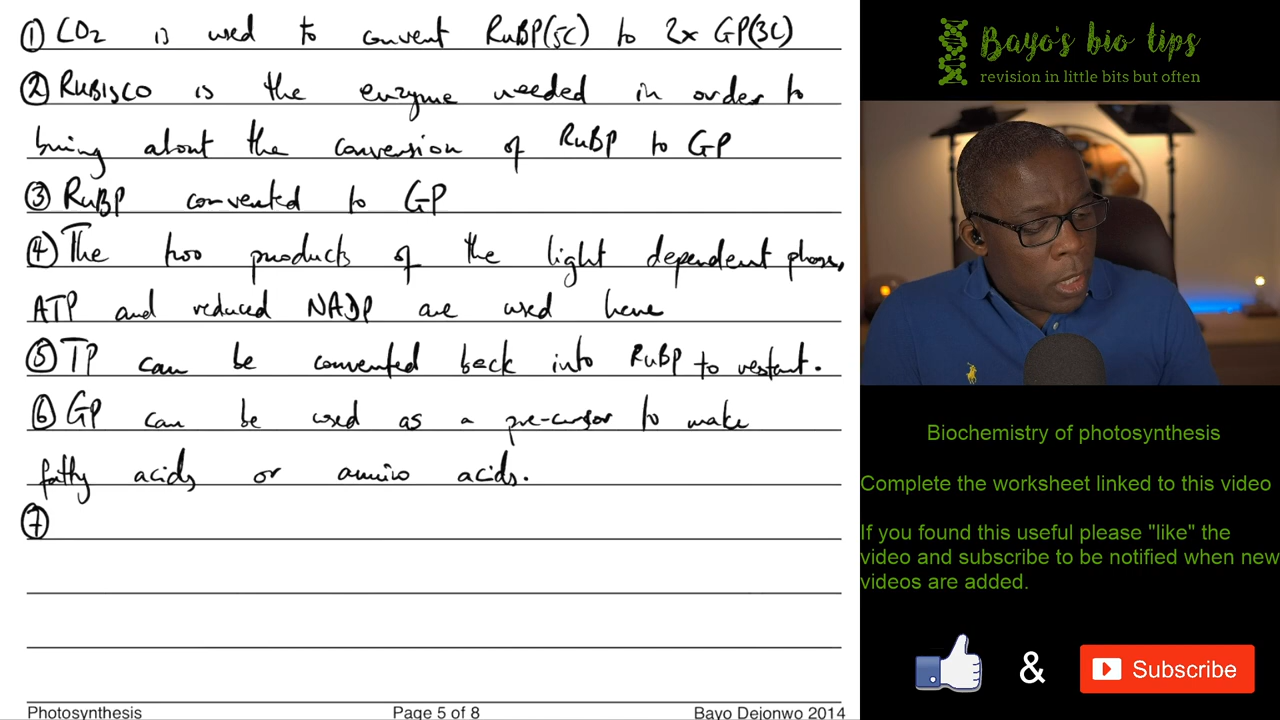 ① CO2 is used to convert RuBP(5C) to 2x GP(3C)
② RUBISCO is the enzyme needed in order to
bring about the conversion of RuBP to GP
③ RuBP converted to GP
④ The two products of the light dependent phase,
ATP and reduced NADP are used here
⑤ TP can be converted back into RuBP to restart.
⑥ GP can be used as a pre-cursor to make
fatty acids or amino acids.
⑦
Photosynthesis Page 5 of 8 Bayo Dejonwo 2014
Bayo's bio tips
revision in little bits but often
Biochemistry of photosynthesis
Complete the worksheet linked to this video
If you found this useful please "like" the
video and subscribe to be notified when new
videos are added.
& Subscribe